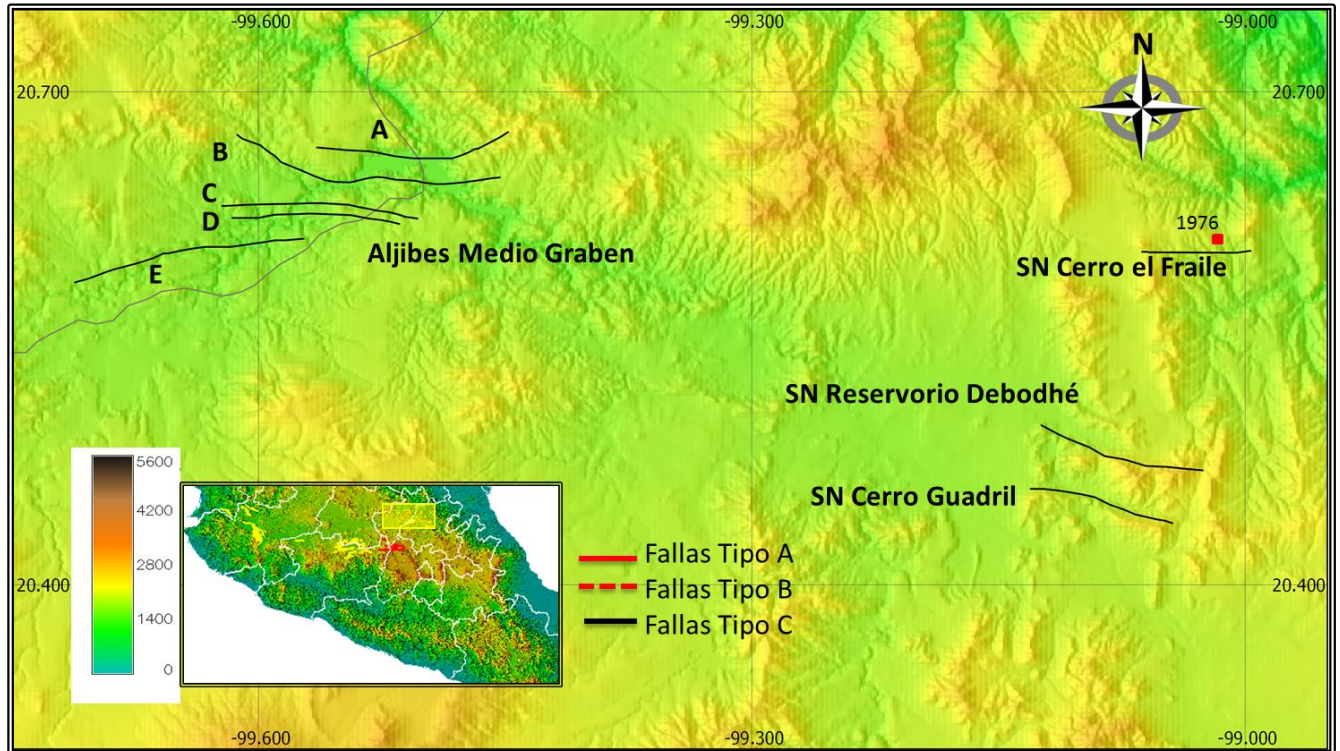 -99.600 -99.300 -99.000
N
20.700 20.700
A
B
C
D
E
1976
Aljibes Medio Graben
SN Cerro el Fraile
SN Reservorio Debodhé
SN Cerro Guadril
5600
4200
2800
1400
0
Fallas Tipo A
Fallas Tipo B
Fallas Tipo C
20.400 20.400
-99.600 -99.300 -99.000